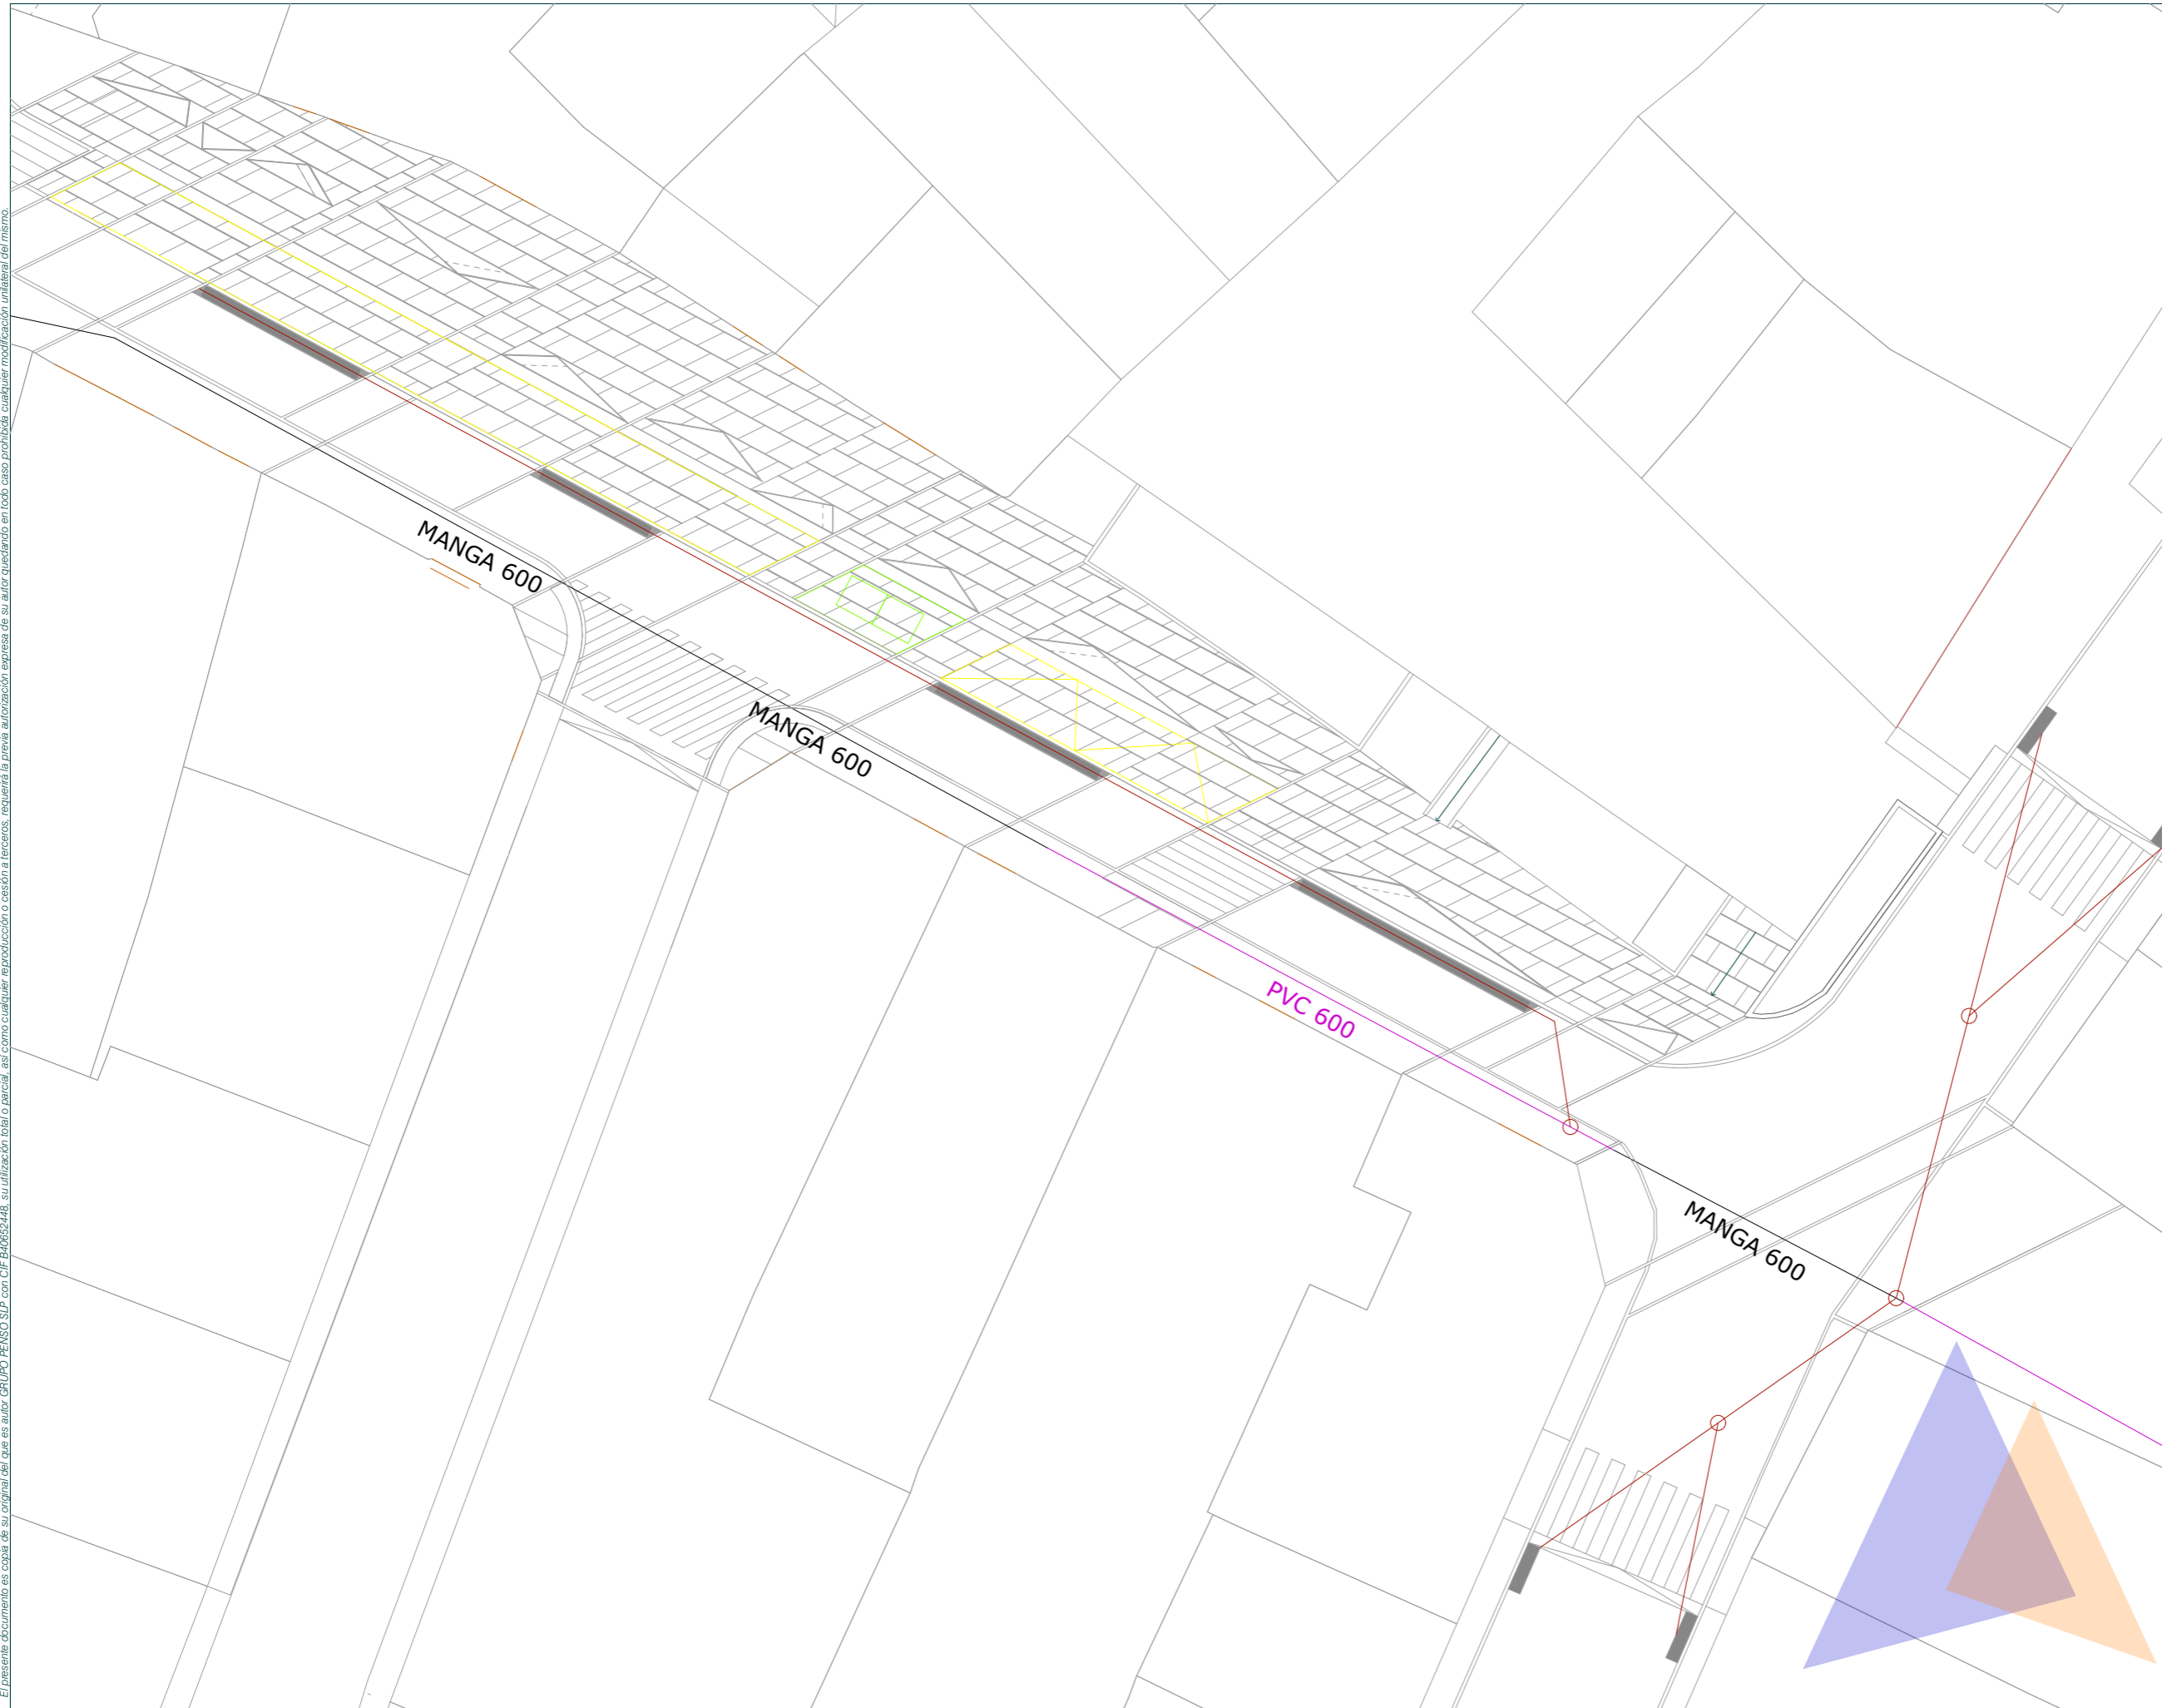 El presente documento es copia de su original del que es autor GRUPO PENSO SLP con CIF B40652448, su utilización total o parcial, así como cualquier reproducción o cesión a terceros, requerirá la previa autorización expresa de su autor quedando en todo caso prohibida cualquier modificación unilateral del mismo.
MANGA 600
MANGA 600
PVC 600
MANGA 600